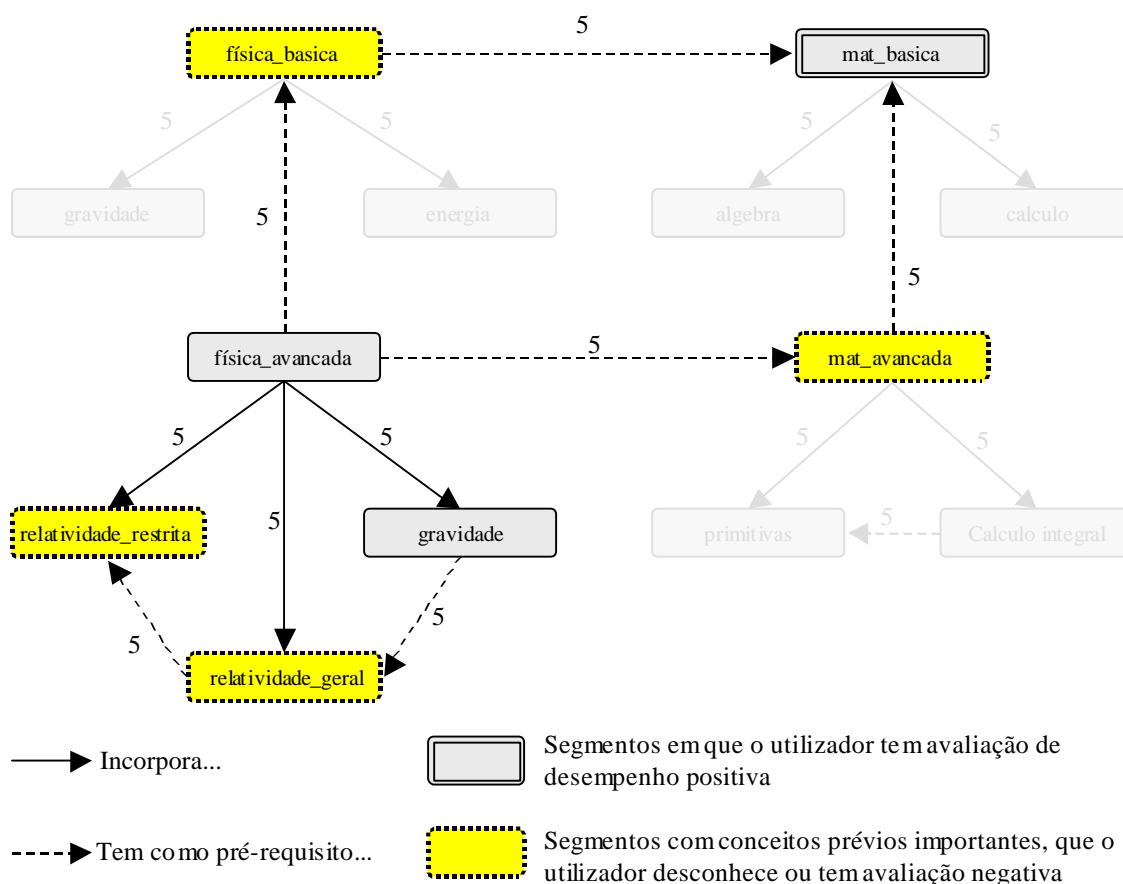 5
física_basica
mat_basica
5
5
5
5
gravidade
energia
algebra
calculo
5
5
física_avancada
5
mat_avancada
5
5
5
5
relatividade_restrita
5
gravidade
primitivas
5
Calculo integral
5
5
relatividade_geral
Incorpora...
Segmentos em que o utilizador tem avaliação de
desempenho positiva
Tem como pré-requisito...
Segmentos com conceitos prévios importantes, que o
utilizador desconhece ou tem avaliação negativa